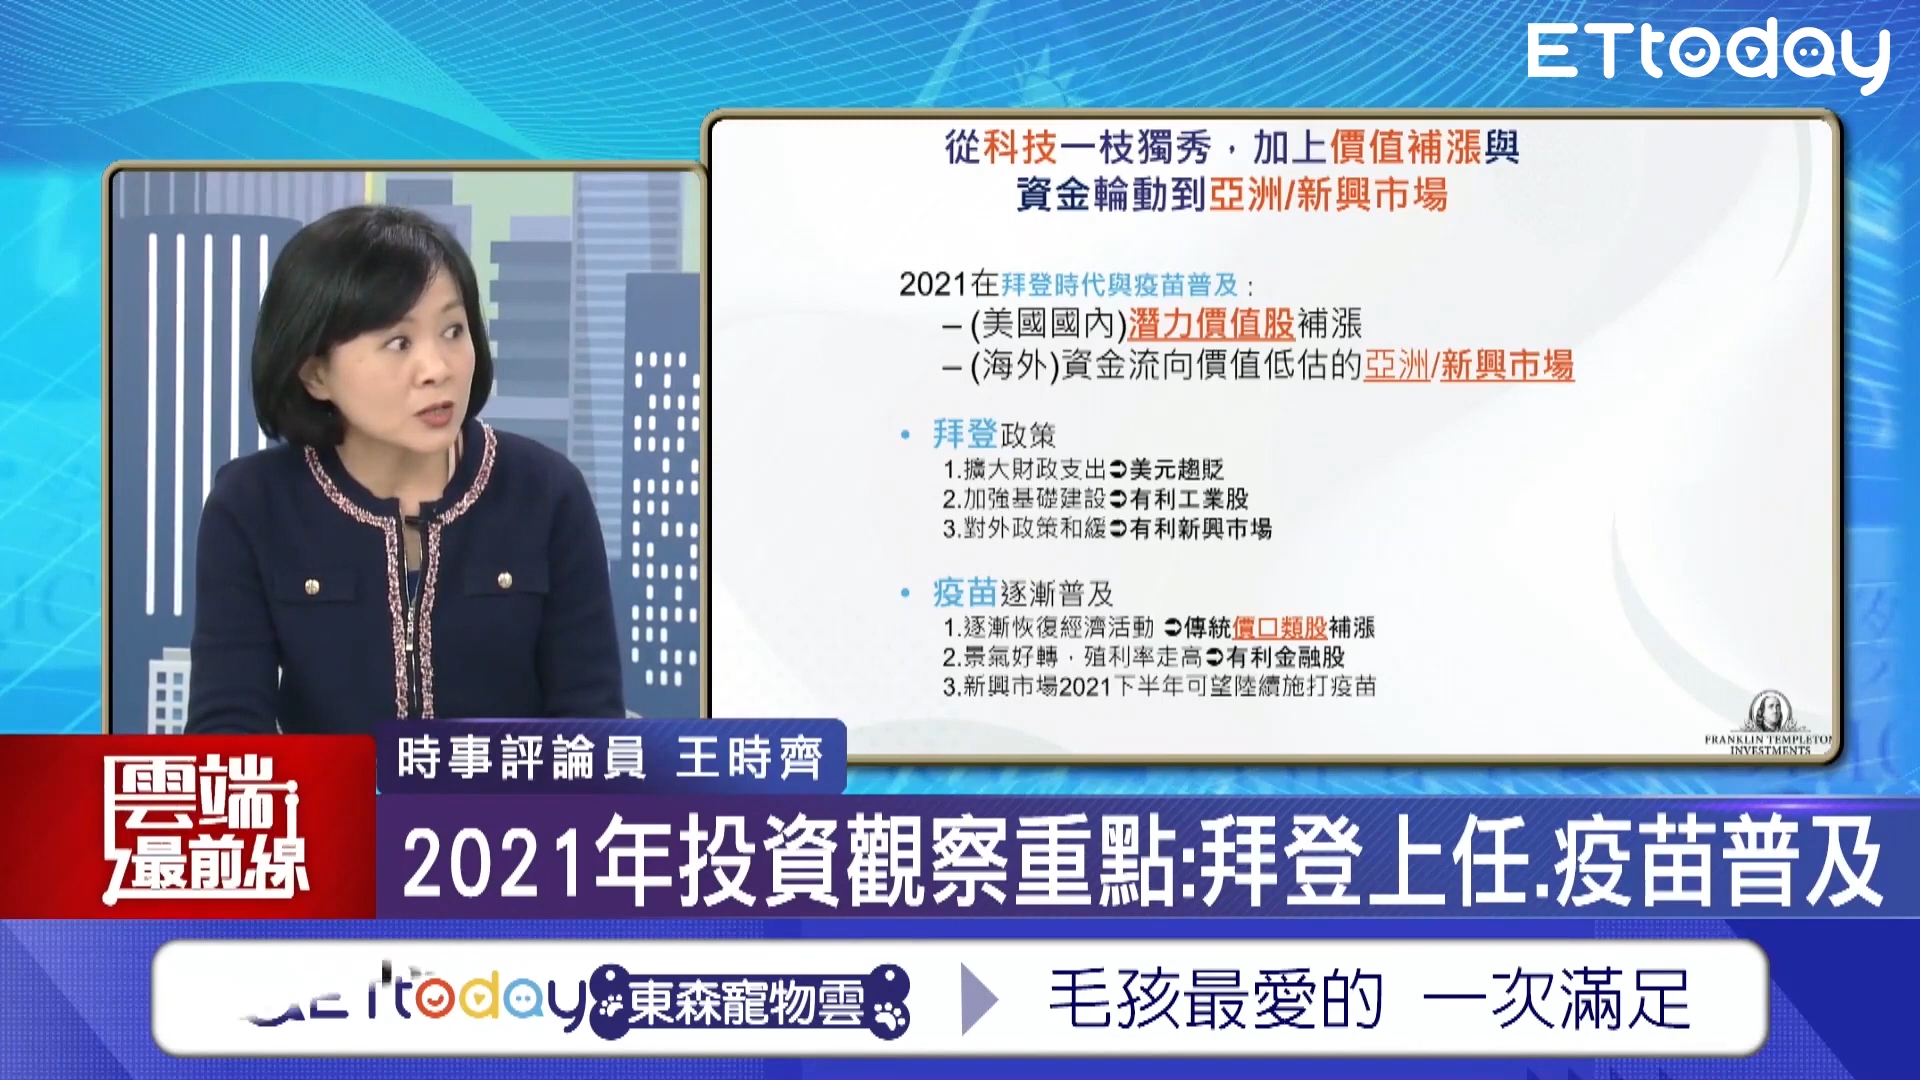 ETtoday
從科技一枝獨秀，加上價值補漲與
資金輪動到亞洲/新興市場
2021在拜登時代與疫苗普及：
– (美國國內)潛力價值股補漲
– (海外)資金流向價值低估的亞洲/新興市場
• 拜登政策
1.擴大財政支出➲美元趨貶
2.加強基礎建設➲有利工業股
3.對外政策和緩➲有利新興市場
• 疫苗逐漸普及
1.逐漸恢復經濟活動 ➲傳統價口類股補漲
2.景氣好轉，殖利率走高➲有利金融股
3.新興市場2021下半年可望陸續施打疫苗
FRANKLIN TEMPLETON
INVESTMENTS
時事評論員 王時齊
雲端
最前線
2021年投資觀察重點:拜登上任.疫苗普及
ETtoday 東森寵物雲 毛孩最愛的 一次滿足